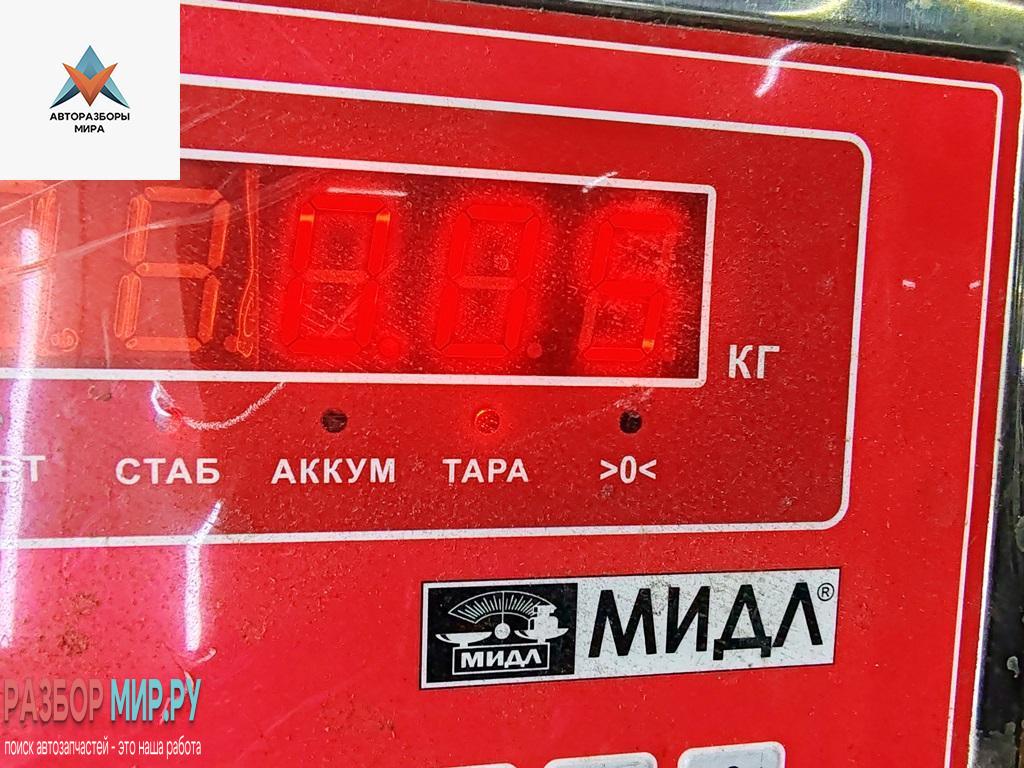 АВТОРАЗБОРЫ
МИРА
КГ
СТАБ АККУМ ТАРА >0<
МИДЛ МИДЛ®
РАЗБОР МИР.РУ
поиск автозапчастей - это наша работа